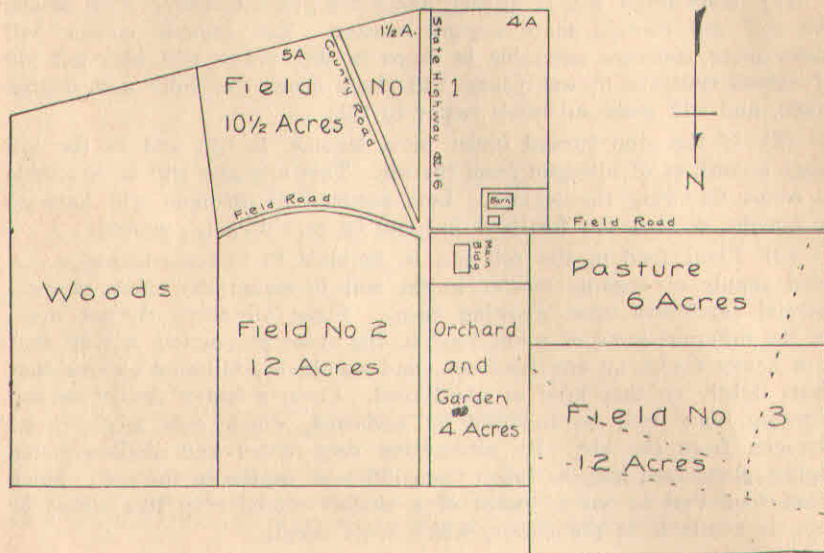 4A
1½A.
5A
County Road
State Highway #16
Field No 1
10½ Acres
N
Barn
Field Road
Field Road
Main Bldg
Woods
Pasture
6 Acres
Field No 2
12 Acres
Orchard
and
Garden
4 Acres
Field No 3
12 Acres